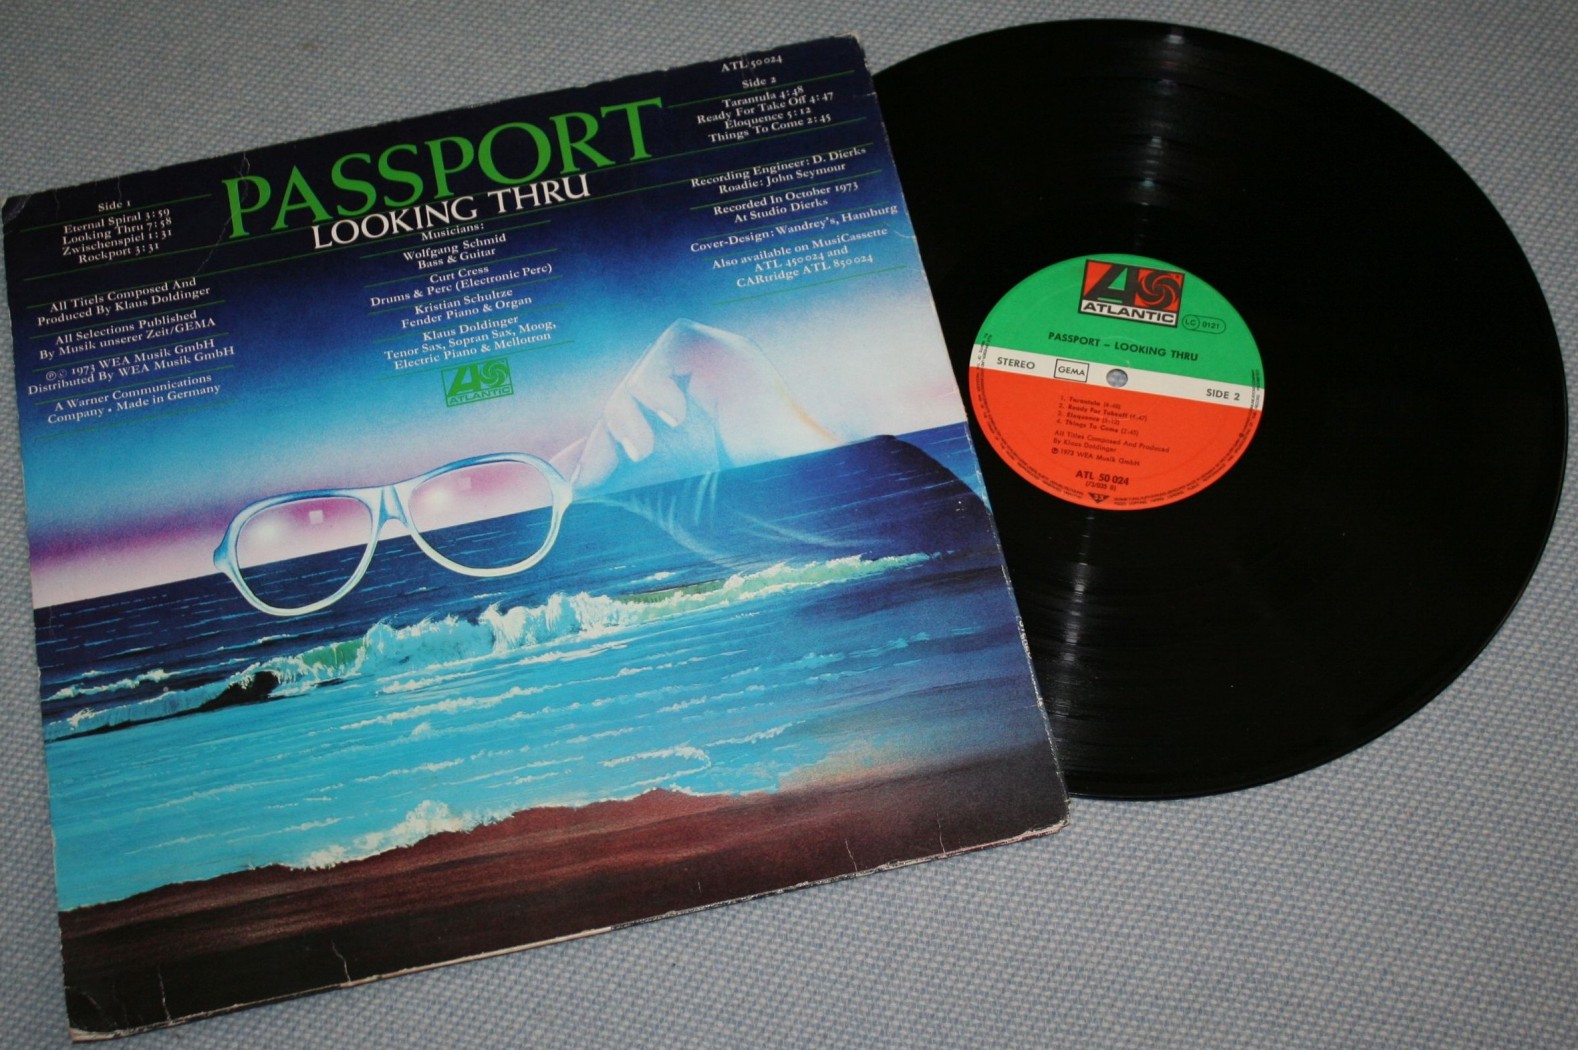 PASSPORT
LOOKING THRU
Side 1
Eternal Spiral 3:59
Looking Thru 7:58
Zwischenspiel 1:31
Rockport 3:31
All Titels Composed And
Produced By Klaus Doldinger
All Selections Published
By Musik unserer Zeit/GEMA
℗ © 1973 WEA Musik GmbH
Distributed By WEA Musik GmbH
A Warner Communications
Company • Made in Germany
Musicians:
Wolfgang Schmid
Bass & Guitar
Curt Cress
Drums & Perc (Electronic Perc)
Kristian Schultze
Fender Piano & Organ
Klaus Doldinger
Tenor Sax, Sopran Sax, Moog,
Electric Piano & Mellotron
ATLANTIC
ATL 50 024
Side 2
Tarantula 4:48
Ready For Take Off 4:47
Eloquence 5:12
Things To Come 2:45
Recording Engineer: D. Dierks
Roadie: John Seymour
Recorded In October 1973
At Studio Dierks
Cover-Design: Wandrey's, Hamburg
Also available on MusiCassette
ATL 450 024 and
CARtridge ATL 850 024
ATLANTIC
LC 0121
PASSPORT – LOOKING THRU
STEREO
GEMA
SIDE 2
1. Tarantula (4:48)
2. Ready For Takeoff (4:47)
3. Eloquence (5:12)
4. Things To Come (2:45)
All Titles Composed And Produced
By Klaus Doldinger
℗ 1973 WEA Musik GmbH
ATL 50 024
33